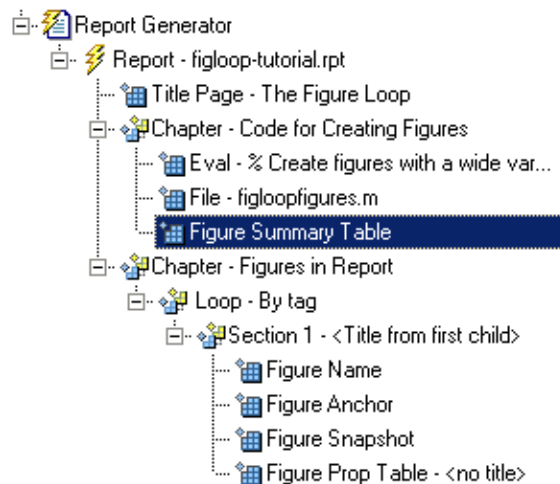 Report Generator
Report - figloop-tutorial.rpt
Title Page - The Figure Loop
Chapter - Code for Creating Figures
Eval - % Create figures with a wide var...
File - figloopfigures.m
Figure Summary Table
Chapter - Figures in Report
Loop - By tag
Section 1 - <Title from first child>
Figure Name
Figure Anchor
Figure Snapshot
Figure Prop Table - <no title>